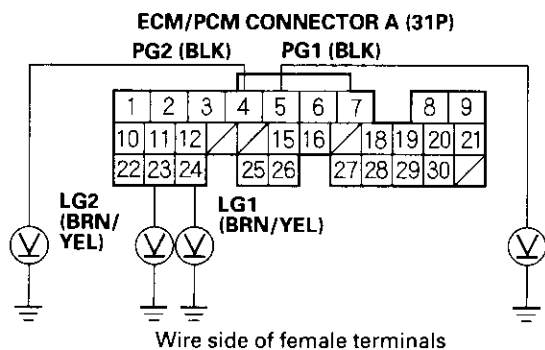 ECM/PCM CONNECTOR A (31P)
PG2 (BLK) PG1 (BLK)
1 2 3 4 5 6 7 8 9
10 11 12 15 16 18 19 20 21
22 23 24 25 26 27 28 29 30
LG2
(BRN/
YEL)
LG1
(BRN/YEL)
V V V V
Wire side of female terminals